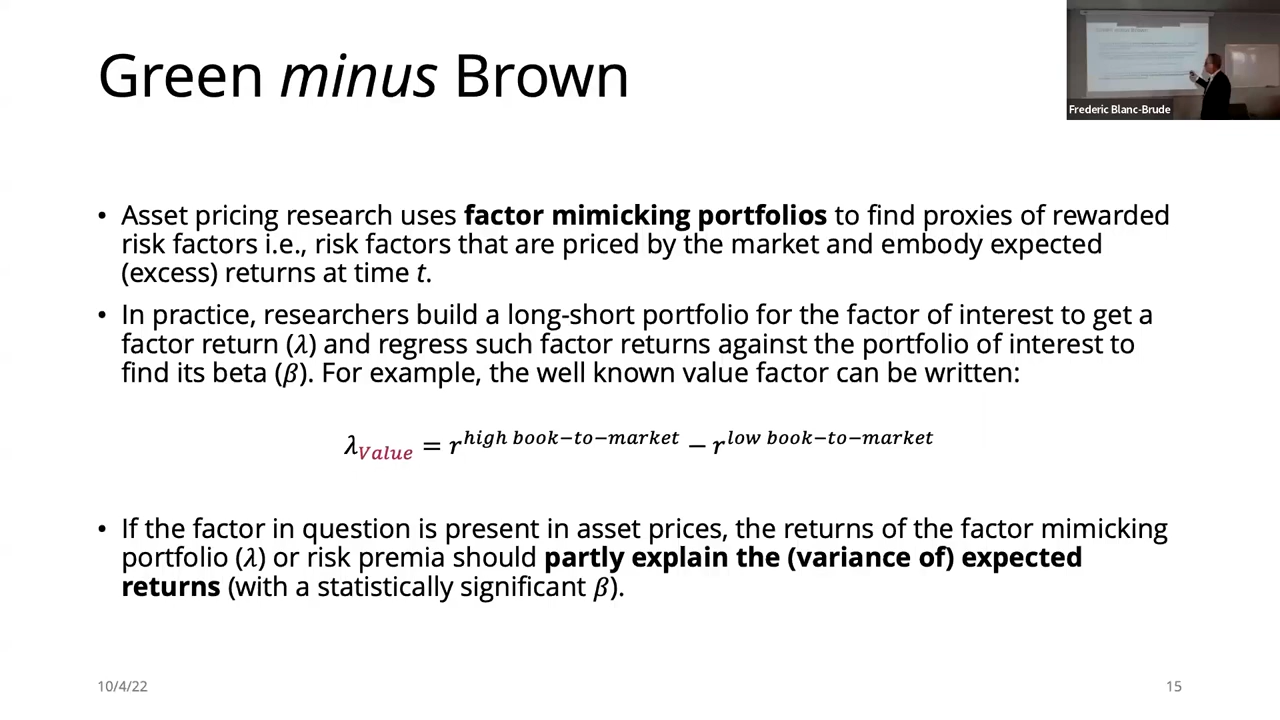 Green minus Brown
Frederic Blanc-Brude
• Asset pricing research uses factor mimicking portfolios to find proxies of rewarded
risk factors i.e., risk factors that are priced by the market and embody expected
(excess) returns at time t.
• In practice, researchers build a long-short portfolio for the factor of interest to get a
factor return (λ) and regress such factor returns against the portfolio of interest to
find its beta (β). For example, the well known value factor can be written:
λ_Value = r^high book−to−market − r^low book−to−market
• If the factor in question is present in asset prices, the returns of the factor mimicking
portfolio (λ) or risk premia should partly explain the (variance of) expected
returns (with a statistically significant β).
10/4/22
15